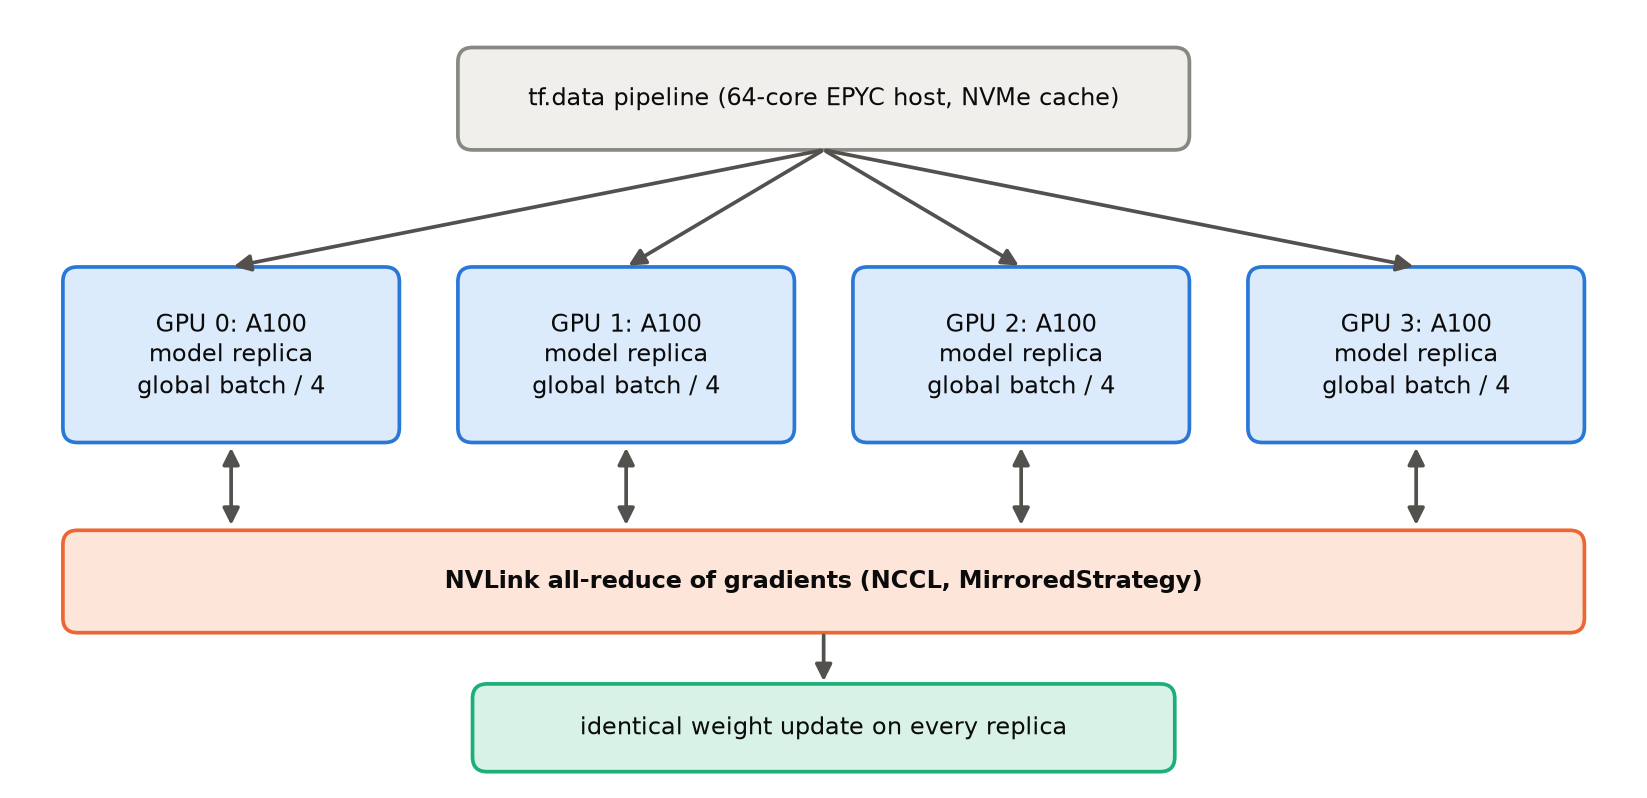 tf.data pipeline (64-core EPYC host, NVMe cache)
GPU 0: A100
model replica
global batch / 4
GPU 1: A100
model replica
global batch / 4
GPU 2: A100
model replica
global batch / 4
GPU 3: A100
model replica
global batch / 4
NVLink all-reduce of gradients (NCCL, MirroredStrategy)
identical weight update on every replica